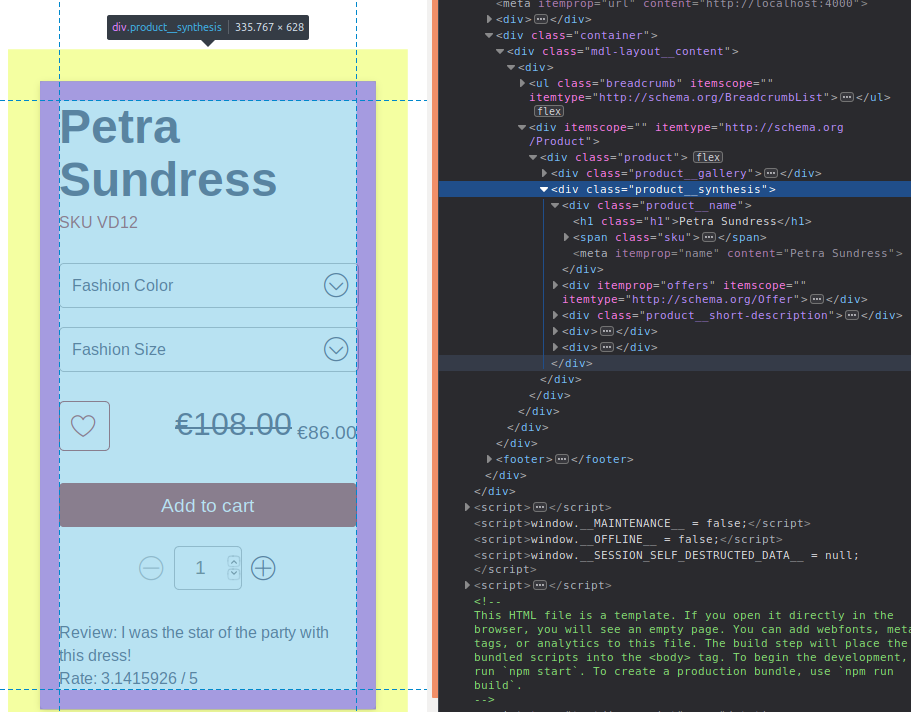 div.product__synthesis 335.767 × 628
Petra
Sundress
SKU VD12
Fashion Color
Fashion Size
€108.00 €86.00
Add to cart
1
Review: I was the star of the party with
this dress!
Rate: 3.1415926 / 5
<meta itemprop="url" content="http://localhost:4000">
<div></div>
<div class="container">
<div class="mdl-layout__content">
<div>
<ul class="breadcrumb" itemscope=""
itemtype="http://schema.org/BreadcrumbList"></ul>
flex
<div itemscope="" itemtype="http://schema.org
/Product">
<div class="product"> flex
<div class="product__gallery"></div>
<div class="product__synthesis">
<div class="product__name">
<h1 class="h1">Petra Sundress</h1>
<span class="sku"></span>
<meta itemprop="name" content="Petra Sundress">
</div>
<div itemprop="offers" itemscope=""
itemtype="http://schema.org/Offer"></div>
<div class="product__short-description"></div>
<div></div>
<div></div>
</div>
</div>
</div>
</div>
</div>
</div>
<footer></footer>
</div>
</div>
<script></script>
<script>window.__MAINTENANCE__ = false;</script>
<script>window.__OFFLINE__ = false;</script>
<script>window.__SESSION_SELF_DESTRUCTED_DATA__ = null;
</script>
<script></script>
<!--
This HTML file is a template. If you open it directly in the
browser, you will see an empty page. You can add webfonts, meta
tags, or analytics to this file. The build step will place the
bundled scripts into the <body> tag. To begin the development,
run `npm start`. To create a production bundle, use `npm run
build`.
-->